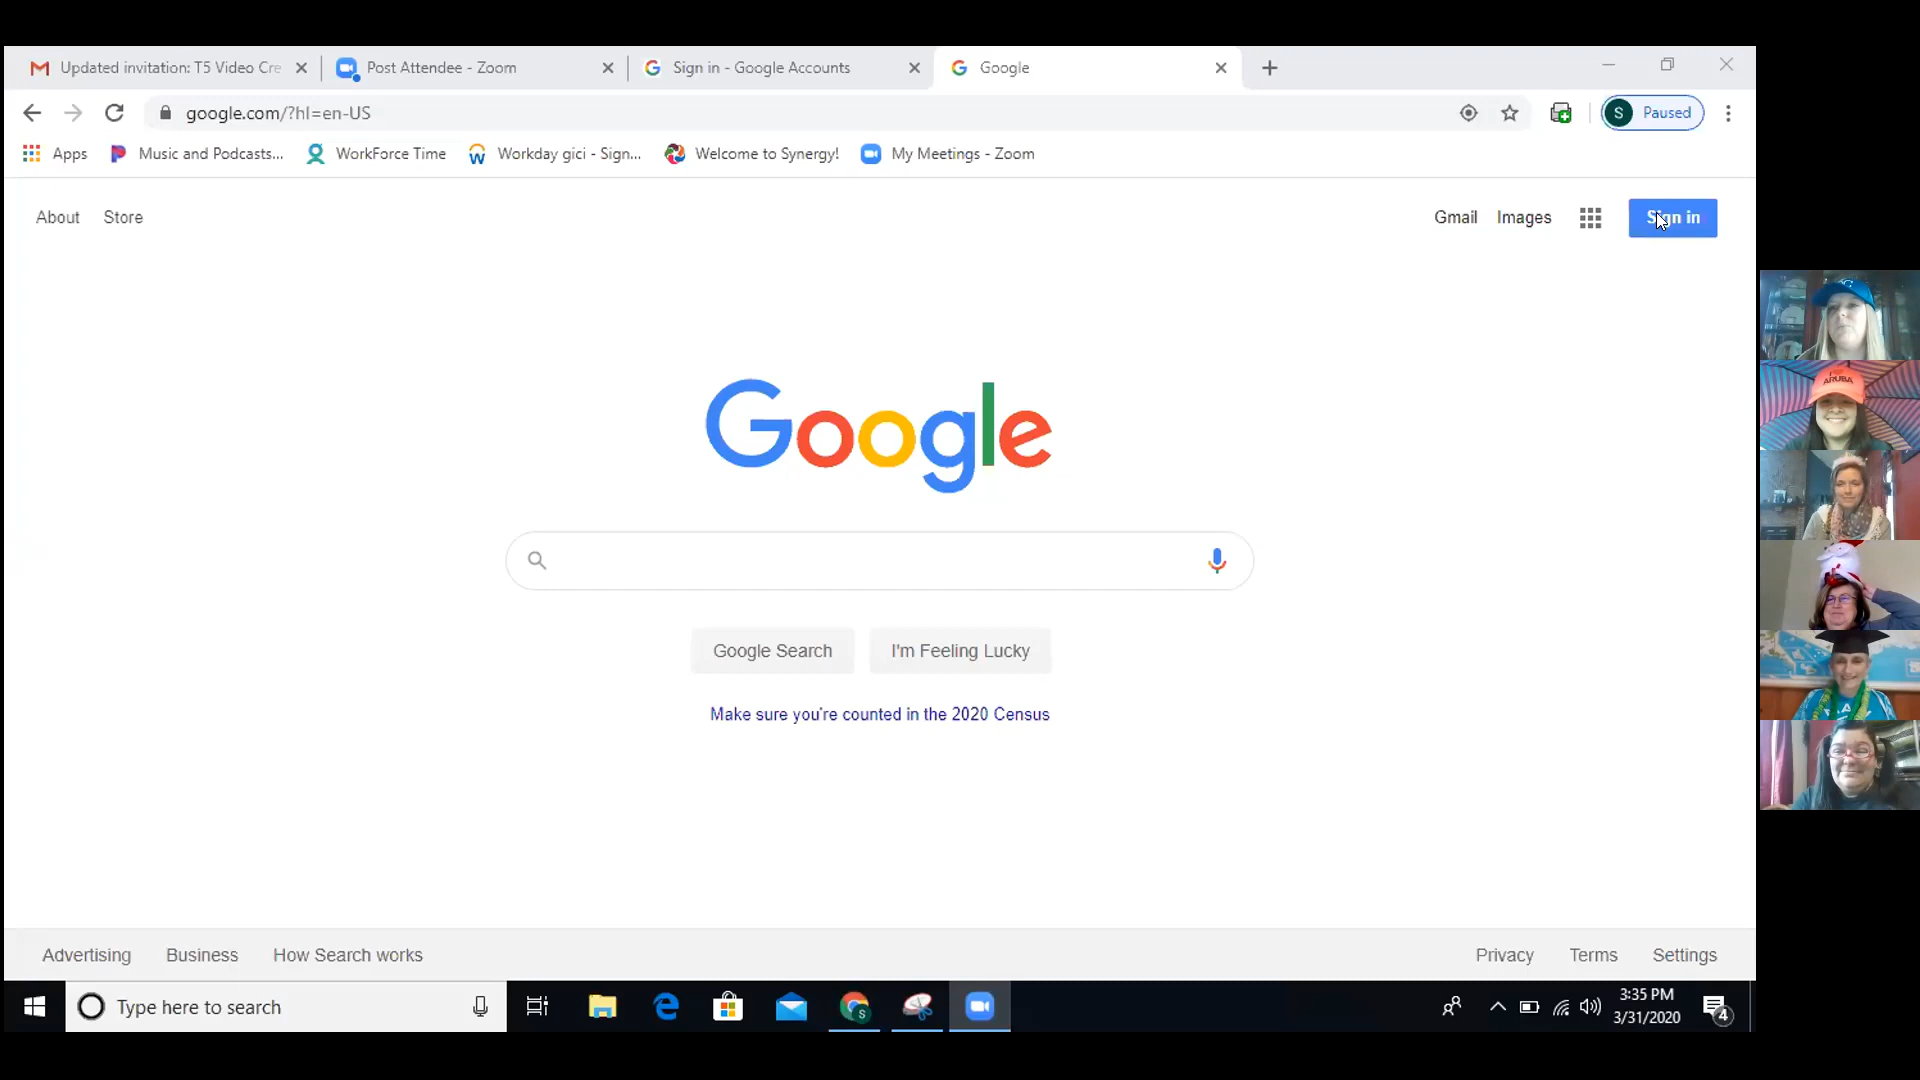 Updated invitation: T5 Video Cre
Post Attendee - Zoom
Sign in - Google Accounts
Google
google.com/?hl=en-US
S
Paused
Apps
Music and Podcasts...
WorkForce Time
Workday gici - Sign...
Welcome to Synergy!
My Meetings - Zoom
About
Store
Gmail
Images
Sign in
KC
ARUBA
Google
Google Search
I'm Feeling Lucky
Make sure you're counted in the 2020 Census
Advertising
Business
How Search works
Privacy
Terms
Settings
Type here to search
S
3:35 PM
3/31/2020
4